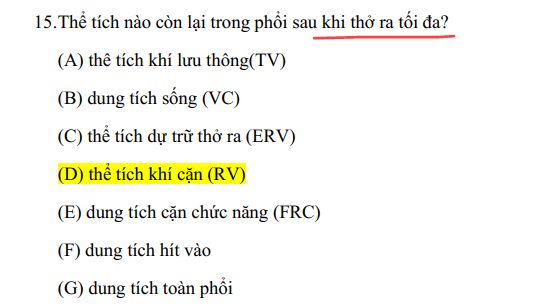 15.Thể tích nào còn lại trong phổi sau khi thở ra tối đa?
(A) thê tích khí lưu thông(TV)
(B) dung tích sống (VC)
(C) thể tích dự trữ thở ra (ERV)
(D) thể tích khí cặn (RV)
(E) dung tích cặn chức năng (FRC)
(F) dung tích hít vào
(G) dung tích toàn phổi